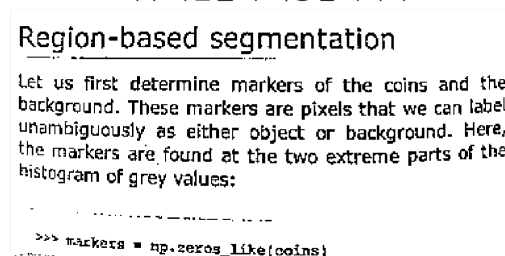 Region-based segmentation
Let us first determine markers of the coins and the
background. These markers are pixels that we can label
unambiguously as either object or background. Here,
the markers are found at the two extreme parts of the
histogram of grey values:
>>> markers = np.zeros_like(coins)